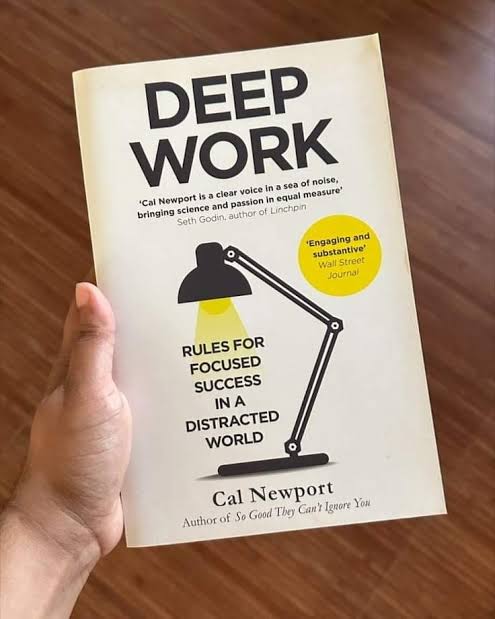 DEEP
WORK
'Cal Newport is a clear voice in a sea of noise,
bringing science and passion in equal measure'
Seth Godin, author of Linchpin
'Engaging and
substantive'
Wall Street
Journal
RULES FOR
FOCUSED
SUCCESS
IN A
DISTRACTED
WORLD
Cal Newport
Author of So Good They Can't Ignore You